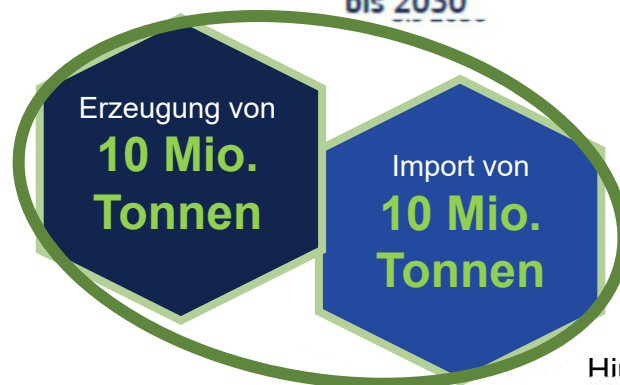 bis 2030
Erzeugung von
10 Mio.
Tonnen
Import von
10 Mio.
Tonnen